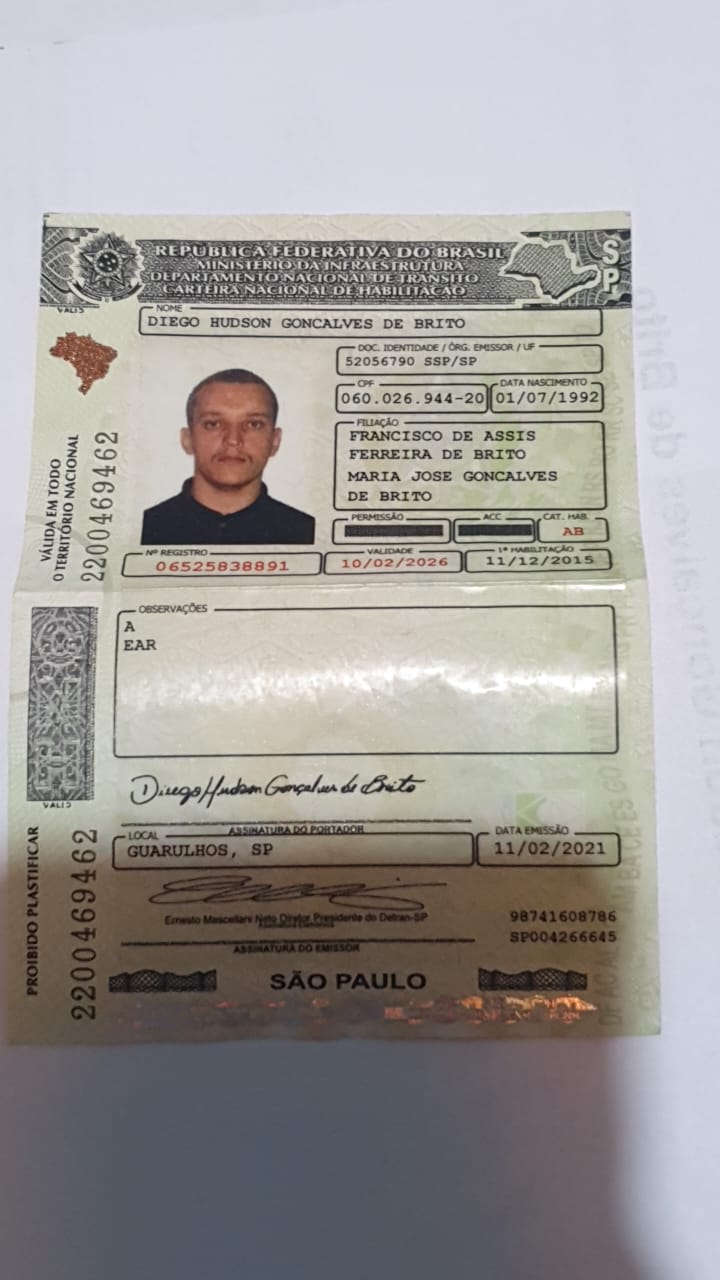 REPÚBLICA FEDERATIVA DO BRASIL
MINISTÉRIO DA INFRAESTRUTURA
DEPARTAMENTO NACIONAL DE TRÂNSITO
CARTEIRA NACIONAL DE HABILITAÇÃO
SP
VALID
NOME
DIEGO HUDSON GONCALVES DE BRITO
DOC. IDENTIDADE / ÓRG. EMISSOR / UF
52056790 SSP/SP
CPF
060.026.944-20
DATA NASCIMENTO
01/07/1992
FILIAÇÃO
FRANCISCO DE ASSIS
FERREIRA DE BRITO
MARIA JOSE GONCALVES
DE BRITO
PERMISSÃO
ACC
CAT. HAB.
AB
Nº REGISTRO
06525838891
VALIDADE
10/02/2026
1ª HABILITAÇÃO
11/12/2015
VÁLIDA EM TODO
O TERRITÓRIO NACIONAL
2200469462
OBSERVAÇÕES
A
EAR
VALID
Diego Hudson Gonçalves de Brito
ASSINATURA DO PORTADOR
LOCAL
GUARULHOS, SP
DATA EMISSÃO
11/02/2021
Ernesto Mascellani Neto Diretor Presidente do Detran-SP
Assinatura Eletrônica
98741608786
SP004266645
ASSINATURA DO EMISSOR
SÃO PAULO
PROIBIDO PLASTIFICAR
2200469462